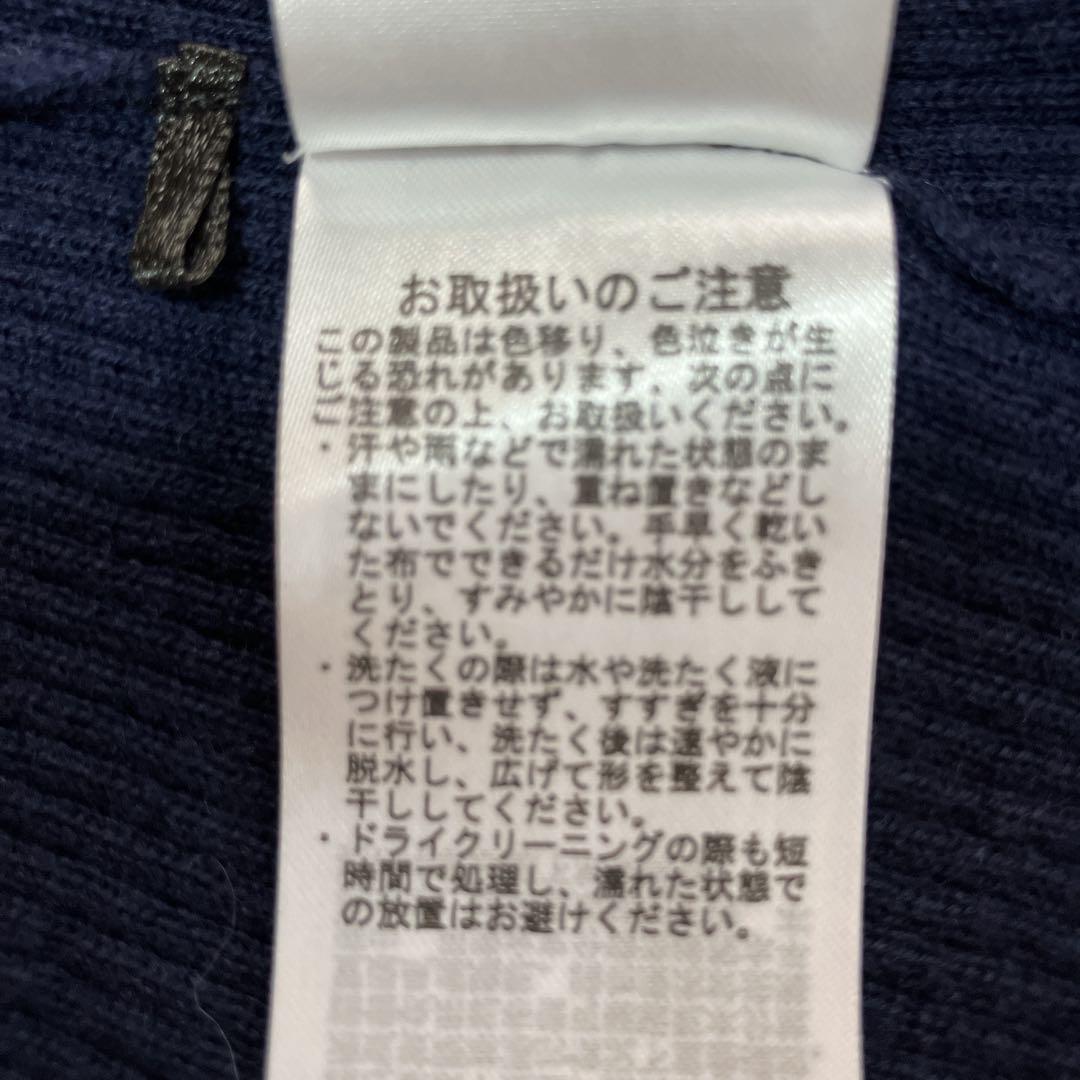 お取扱いのご注意
この製品は色移り、色泣きが生
じる恐れがあります、次の点に
ご注意の上、お取扱いください。
・汗や雨などで濡れた状態のま
まにしたり、重ね置きなどし
ないでください。手早く乾い
た布でできるだけ水分をふき
とり、すみやかに陰干しして
ください。
・洗たくの際は水や洗たく液に
つけ置きせず、すすぎを十分
に行い、洗たく後は速やかに
脱水し、広げて形を整えて陰
干ししてください。
・ドライクリーニングの際も短
時間で処理し、濡れた状態で
の放置はお避けください。